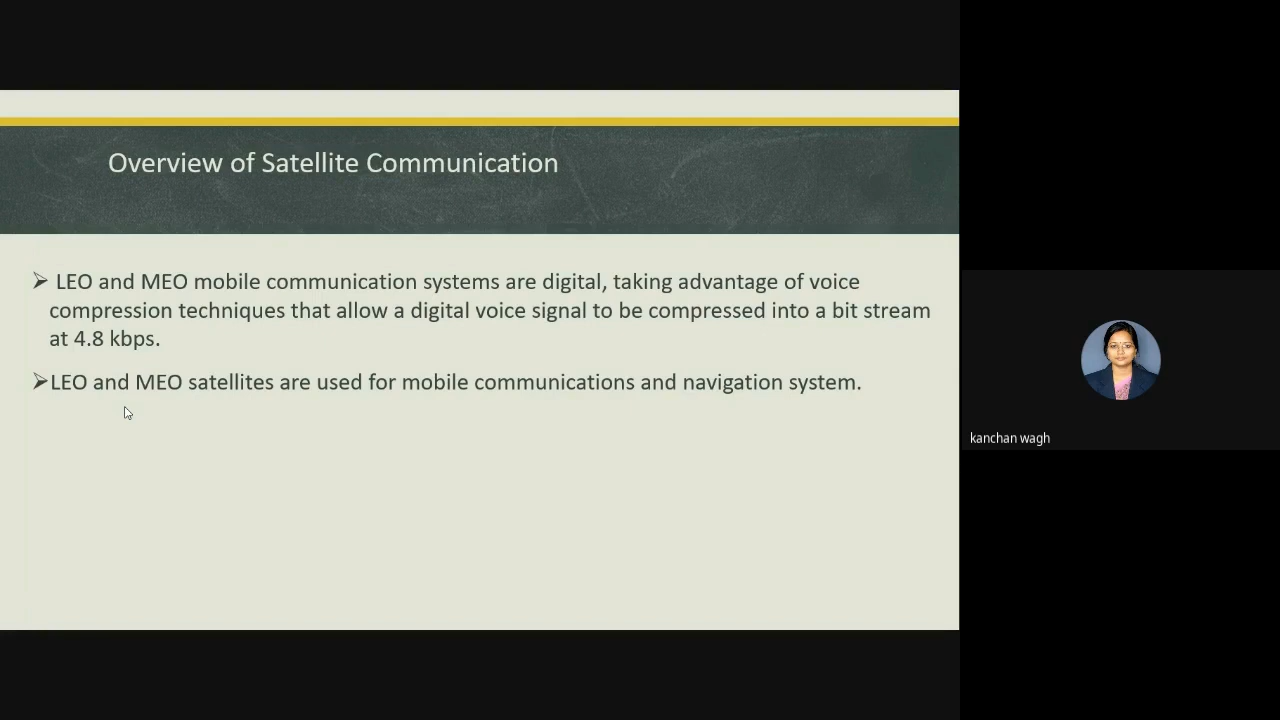 Overview of Satellite Communication
➢ LEO and MEO mobile communication systems are digital, taking advantage of voice
compression techniques that allow a digital voice signal to be compressed into a bit stream
at 4.8 kbps.
➢LEO and MEO satellites are used for mobile communications and navigation system.
kanchan wagh